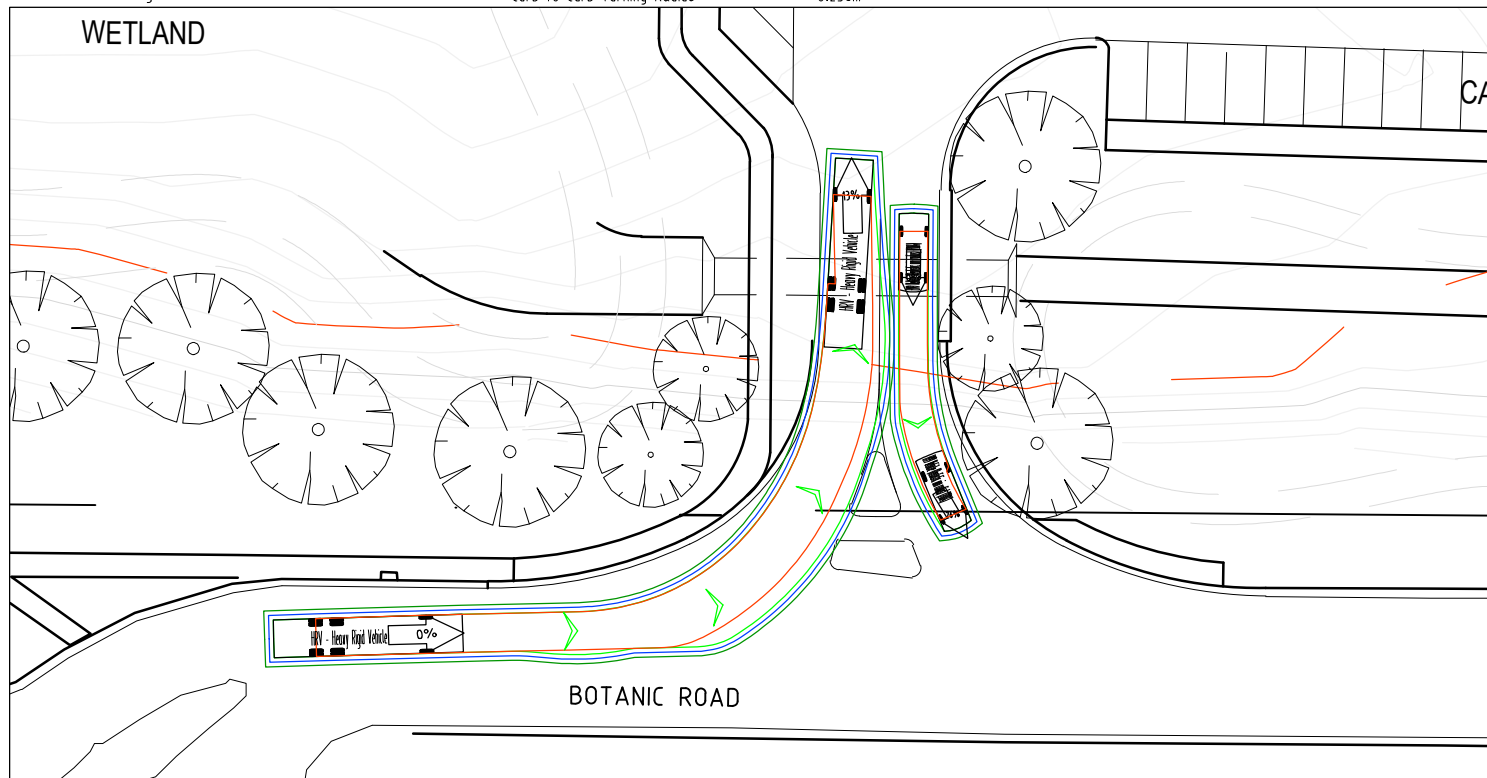 WETLAND
CA
13%
HRV - Heavy Rigid Vehicle
HRV - Heavy Rigid Vehicle
0%
BOTANIC ROAD